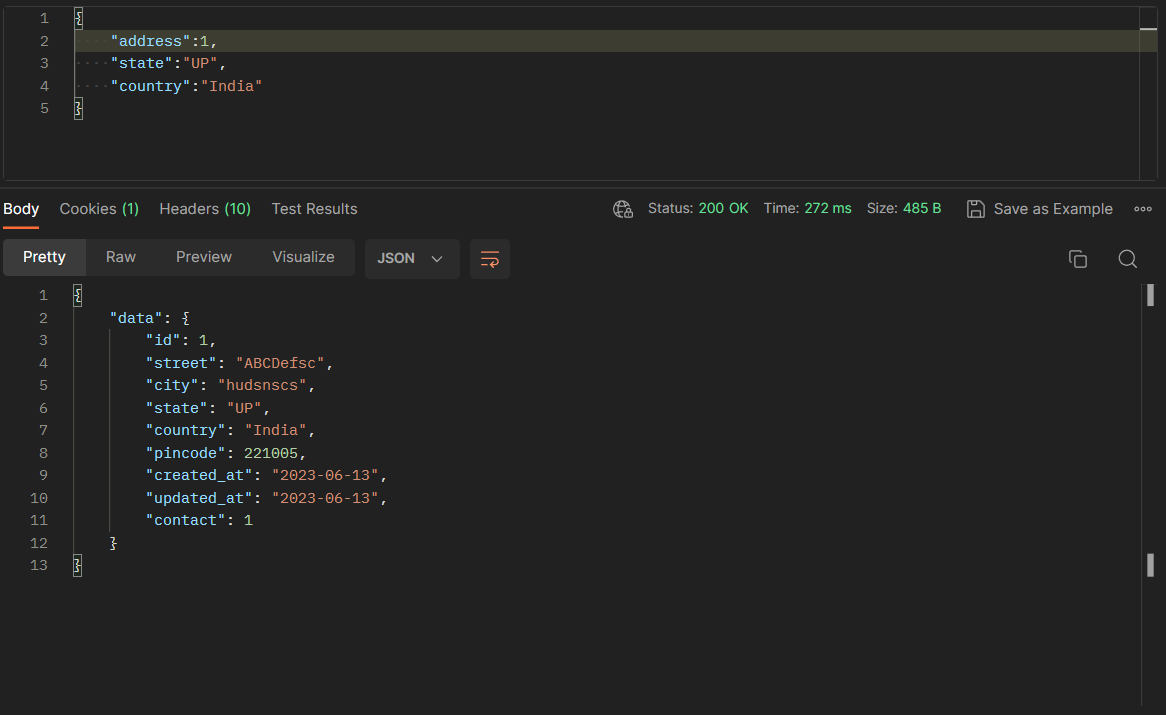 1 {
2 "address":1,
3 "state":"UP",
4 "country":"India"
5 }
Body Cookies (1) Headers (10) Test Results Status: 200 OK Time: 272 ms Size: 485 B Save as Example
Pretty Raw Preview Visualize JSON
1 {
2 "data": {
3 "id": 1,
4 "street": "ABCDefsc",
5 "city": "hudsnscs",
6 "state": "UP",
7 "country": "India",
8 "pincode": 221005,
9 "created_at": "2023-06-13",
10 "updated_at": "2023-06-13",
11 "contact": 1
12 }
13 }